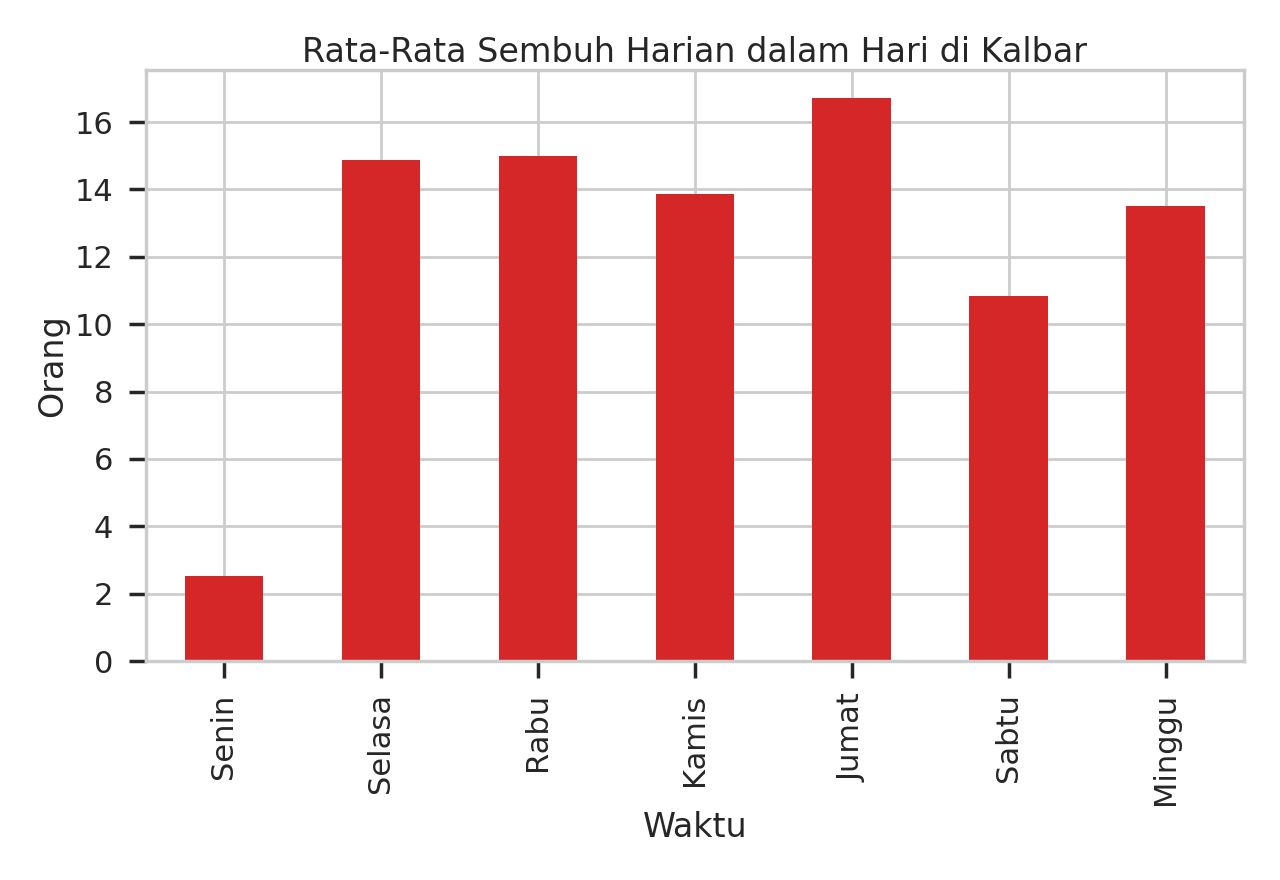 Rata-Rata Sembuh Harian dalam Hari di Kalbar
16
14
12
10
8
6
4
2
0
Orang
Senin
Selasa
Rabu
Kamis
Jumat
Sabtu
Minggu
Waktu